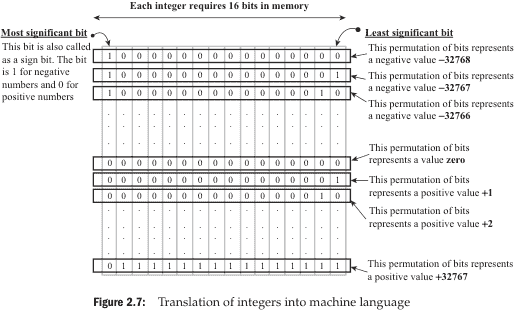 Each integer requires 16 bits in memory
Most significant bit
Least significant bit
This bit is also called
as a sign bit. The bit
is 1 for negative
numbers and 0 for
positive numbers
1 0 0 0 0 0 0 0 0 0 0 0 0 0 0 0
This permutation of bits represents
a negative value −32768
1 0 0 0 0 0 0 0 0 0 0 0 0 0 0 1
This permutation of bits represents
a negative value −32767
1 0 0 0 0 0 0 0 0 0 0 0 0 0 1 0
This permutation of bits represents
a negative value −32766
0 0 0 0 0 0 0 0 0 0 0 0 0 0 0 0
This permutation of bits
represents a value zero
0 0 0 0 0 0 0 0 0 0 0 0 0 0 0 1
This permutation of bits
represents a positive value +1
0 0 0 0 0 0 0 0 0 0 0 0 0 0 1 0
This permutation of bits
represents a positive value +2
0 1 1 1 1 1 1 1 1 1 1 1 1 1 1 1
This permutation of bits represents
a positive value +32767
Figure 2.7: Translation of integers into machine language